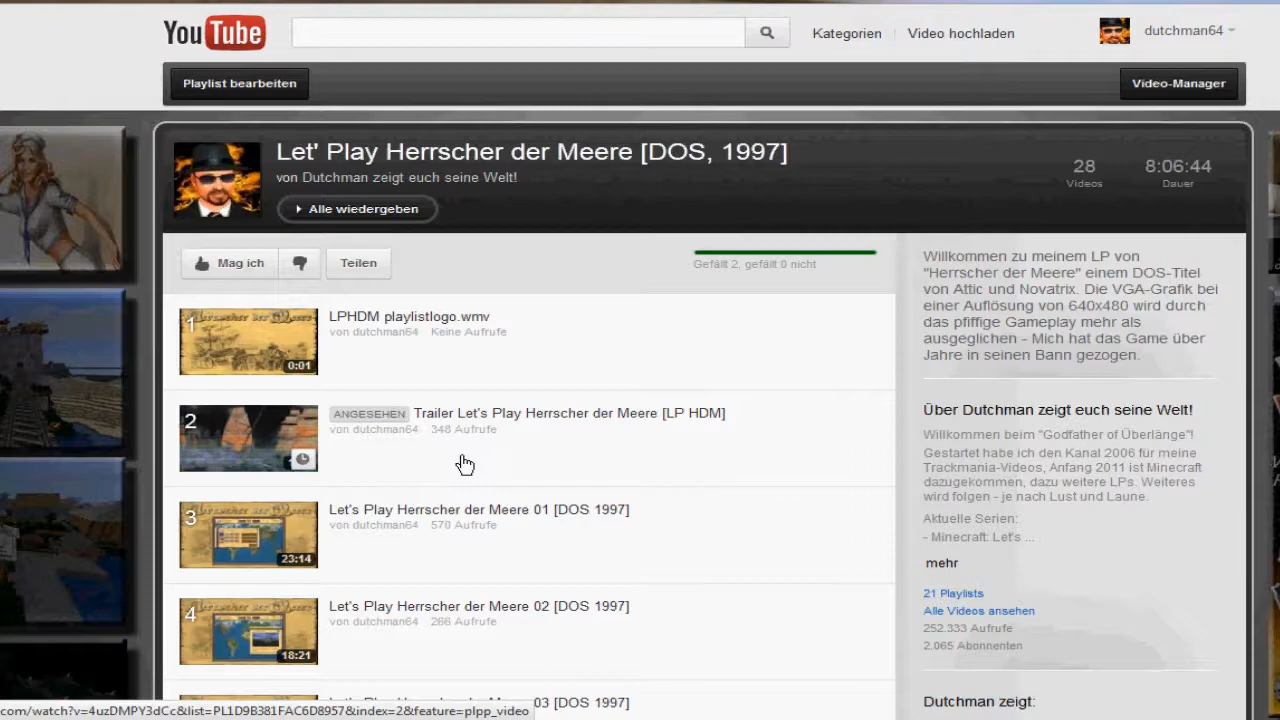 YouTube
Kategorien
Video hochladen
dutchman64
Playlist bearbeiten
Video-Manager
Let' Play Herrscher der Meere [DOS, 1997]
von Dutchman zeigt euch seine Welt!
Alle wiedergeben
28
Videos
8:06:44
Dauer
Mag ich
Teilen
Gefällt 2, gefällt 0 nicht
1
0:01
LPHDM playlistlogo.wmv
von dutchman64 Keine Aufrufe
2
ANGESEHEN Trailer Let's Play Herrscher der Meere [LP HDM]
von dutchman64 348 Aufrufe
3
23:14
Let's Play Herrscher der Meere 01 [DOS 1997]
von dutchman64 570 Aufrufe
4
18:21
Let's Play Herrscher der Meere 02 [DOS 1997]
von dutchman64 266 Aufrufe
Let's Play Herrscher der Meere 03 [DOS 1997]
com/watch?v=4uzDMPY3dCc&list=PL1D9B381FAC6D8957&index=2&feature=plpp_video
Willkommen zu meinem LP von
"Herrscher der Meere" einem DOS-Titel
von Attic und Novatrix. Die VGA-Grafik bei
einer Auflösung von 640x480 wird durch
das pfiffige Gameplay mehr als
ausgeglichen - Mich hat das Game über
Jahre in seinen Bann gezogen.
Über Dutchman zeigt euch seine Welt!
Willkommen beim "Godfather of Überlänge"!
Gestartet habe ich den Kanal 2006 für meine
Trackmania-Videos, Anfang 2011 ist Minecraft
dazugekommen, dazu weitere LPs. Weiteres
wird folgen - je nach Lust und Laune.
Aktuelle Serien:
- Minecraft: Let's ...
mehr
21 Playlists
Alle Videos ansehen
252.333 Aufrufe
2.065 Abonnenten
Dutchman zeigt: